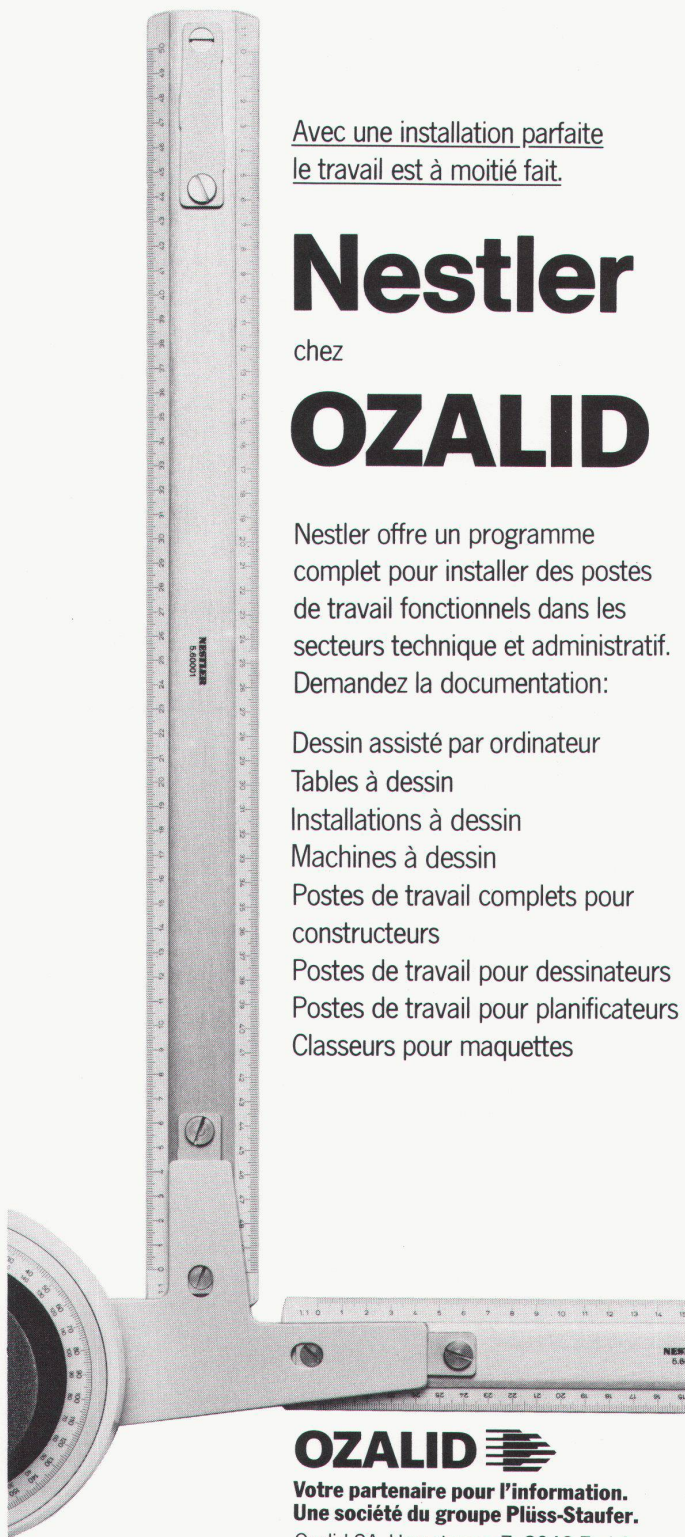 Avec une installation parfaite
le travail est à moitié fait.
Nestler
chez
OZALID
Nestler offre un programme
complet pour installer des postes
de travail fonctionnels dans les
secteurs technique et administratif.
Demandez la documentation:
Dessin assisté par ordinateur
Tables à dessin
Installations à dessin
Machines à dessin
Postes de travail complets pour
constructeurs
Postes de travail pour dessinateurs
Postes de travail pour planificateurs
Classeurs pour maquettes
NESTLER
5.60001
OZALID
Votre partenaire pour l'information.
Une société du groupe Plüss-Staufer.